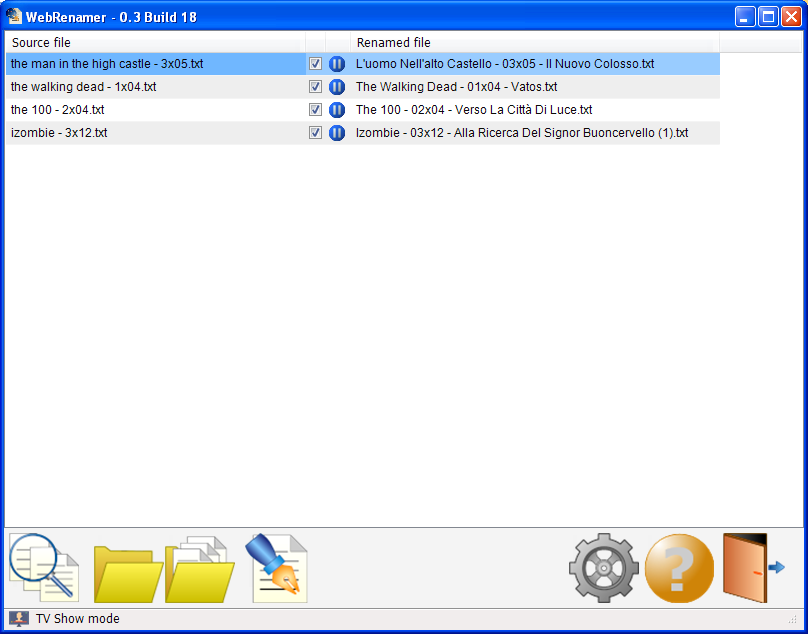 WebRenamer - 0.3 Build 18
Source file Renamed file
the man in the high castle - 3x05.txt L'uomo Nell'alto Castello - 03x05 - Il Nuovo Colosso.txt
the walking dead - 1x04.txt The Walking Dead - 01x04 - Vatos.txt
the 100 - 2x04.txt The 100 - 02x04 - Verso La Città Di Luce.txt
izombie - 3x12.txt Izombie - 03x12 - Alla Ricerca Del Signor Buoncervello (1).txt
?
TV Show mode